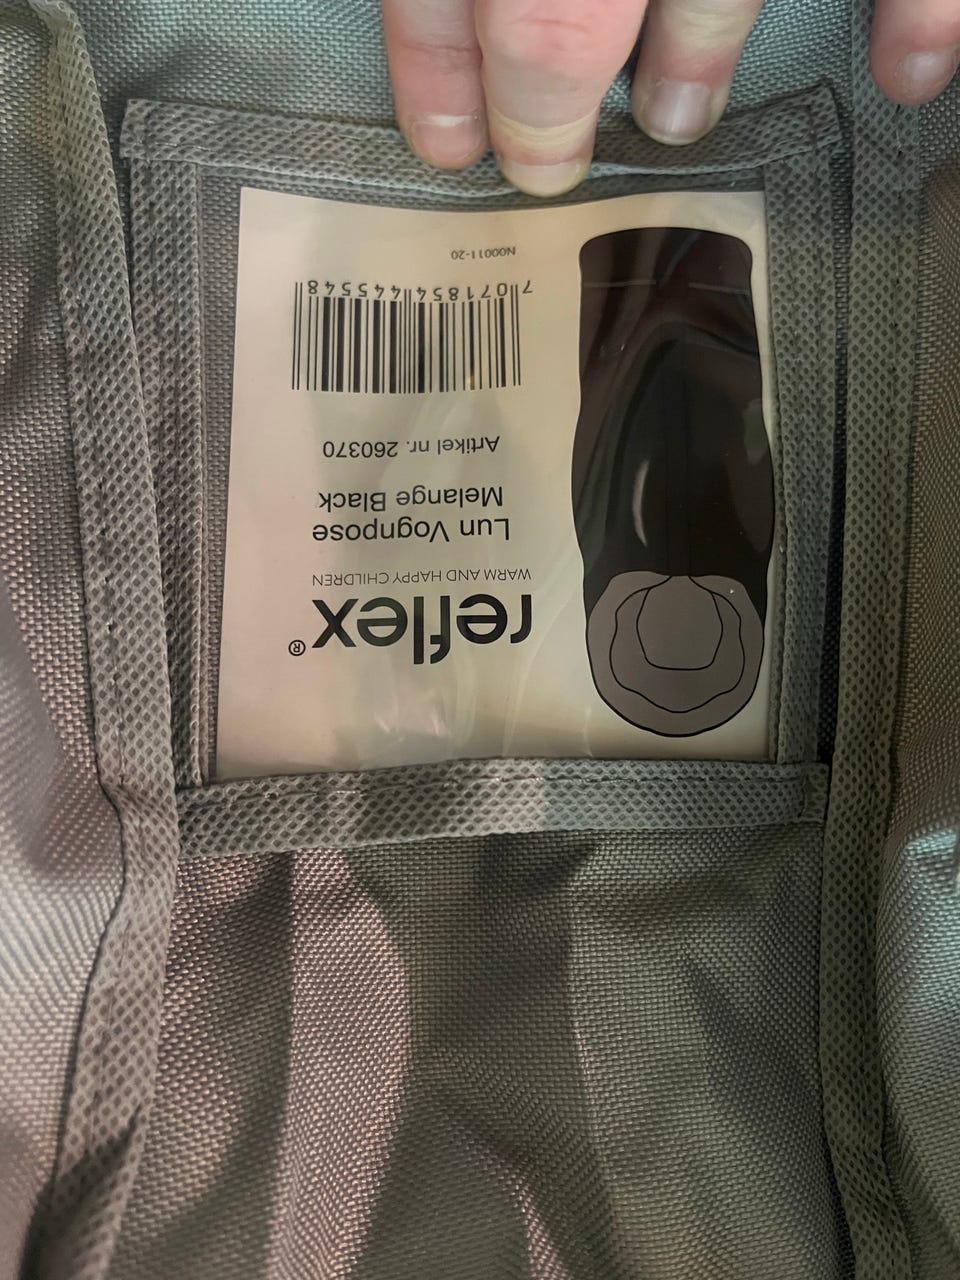 reflex®
WARM AND HAPPY CHILDREN
Lun Vognpose
Melange Black
Artikel nr. 260370
7 071854 445548
N00011-20